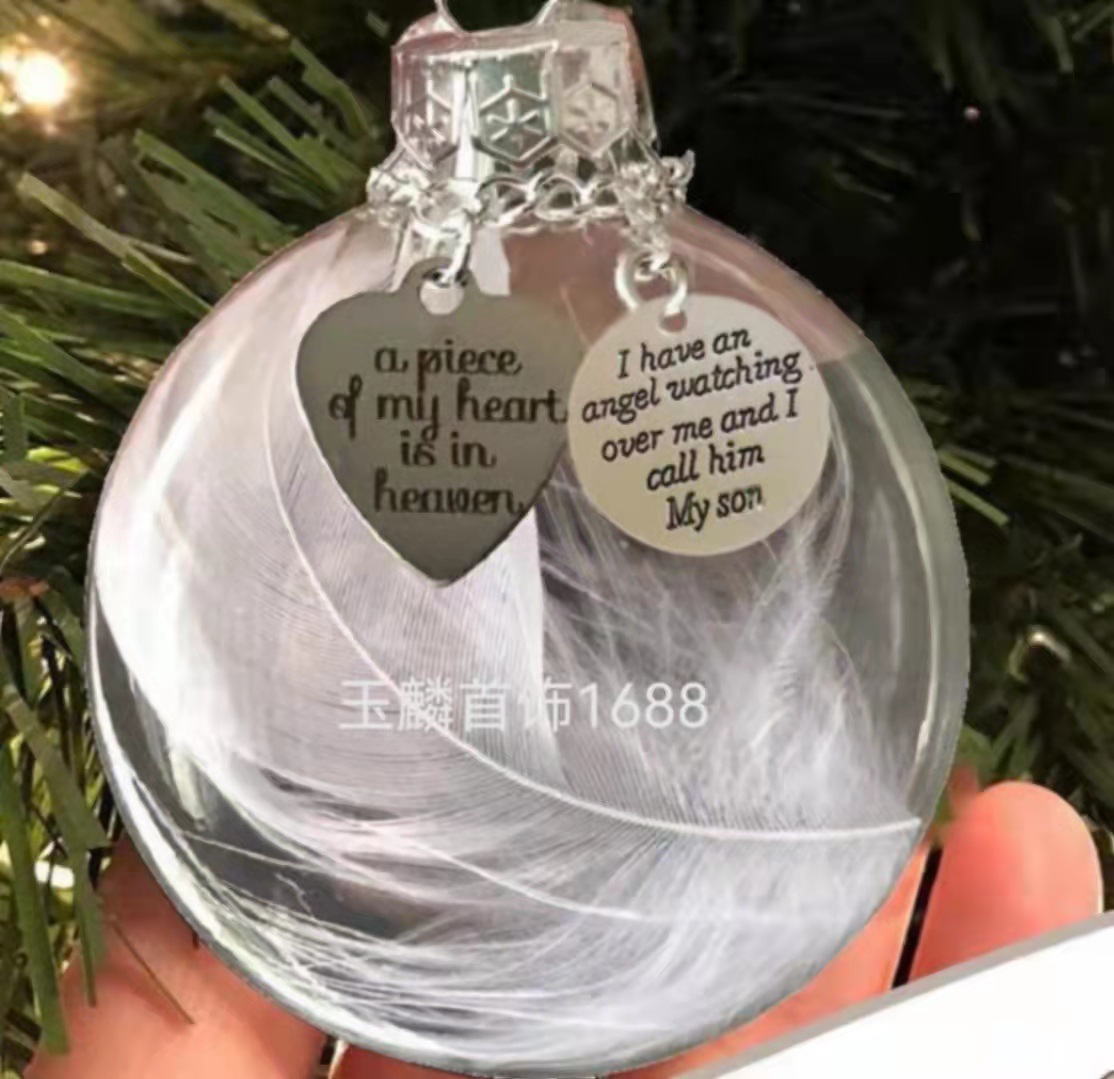 a piece
of my heart
is in
heaven
I have an
angel watching
over me and I
call him
My son
玉麟首饰1688